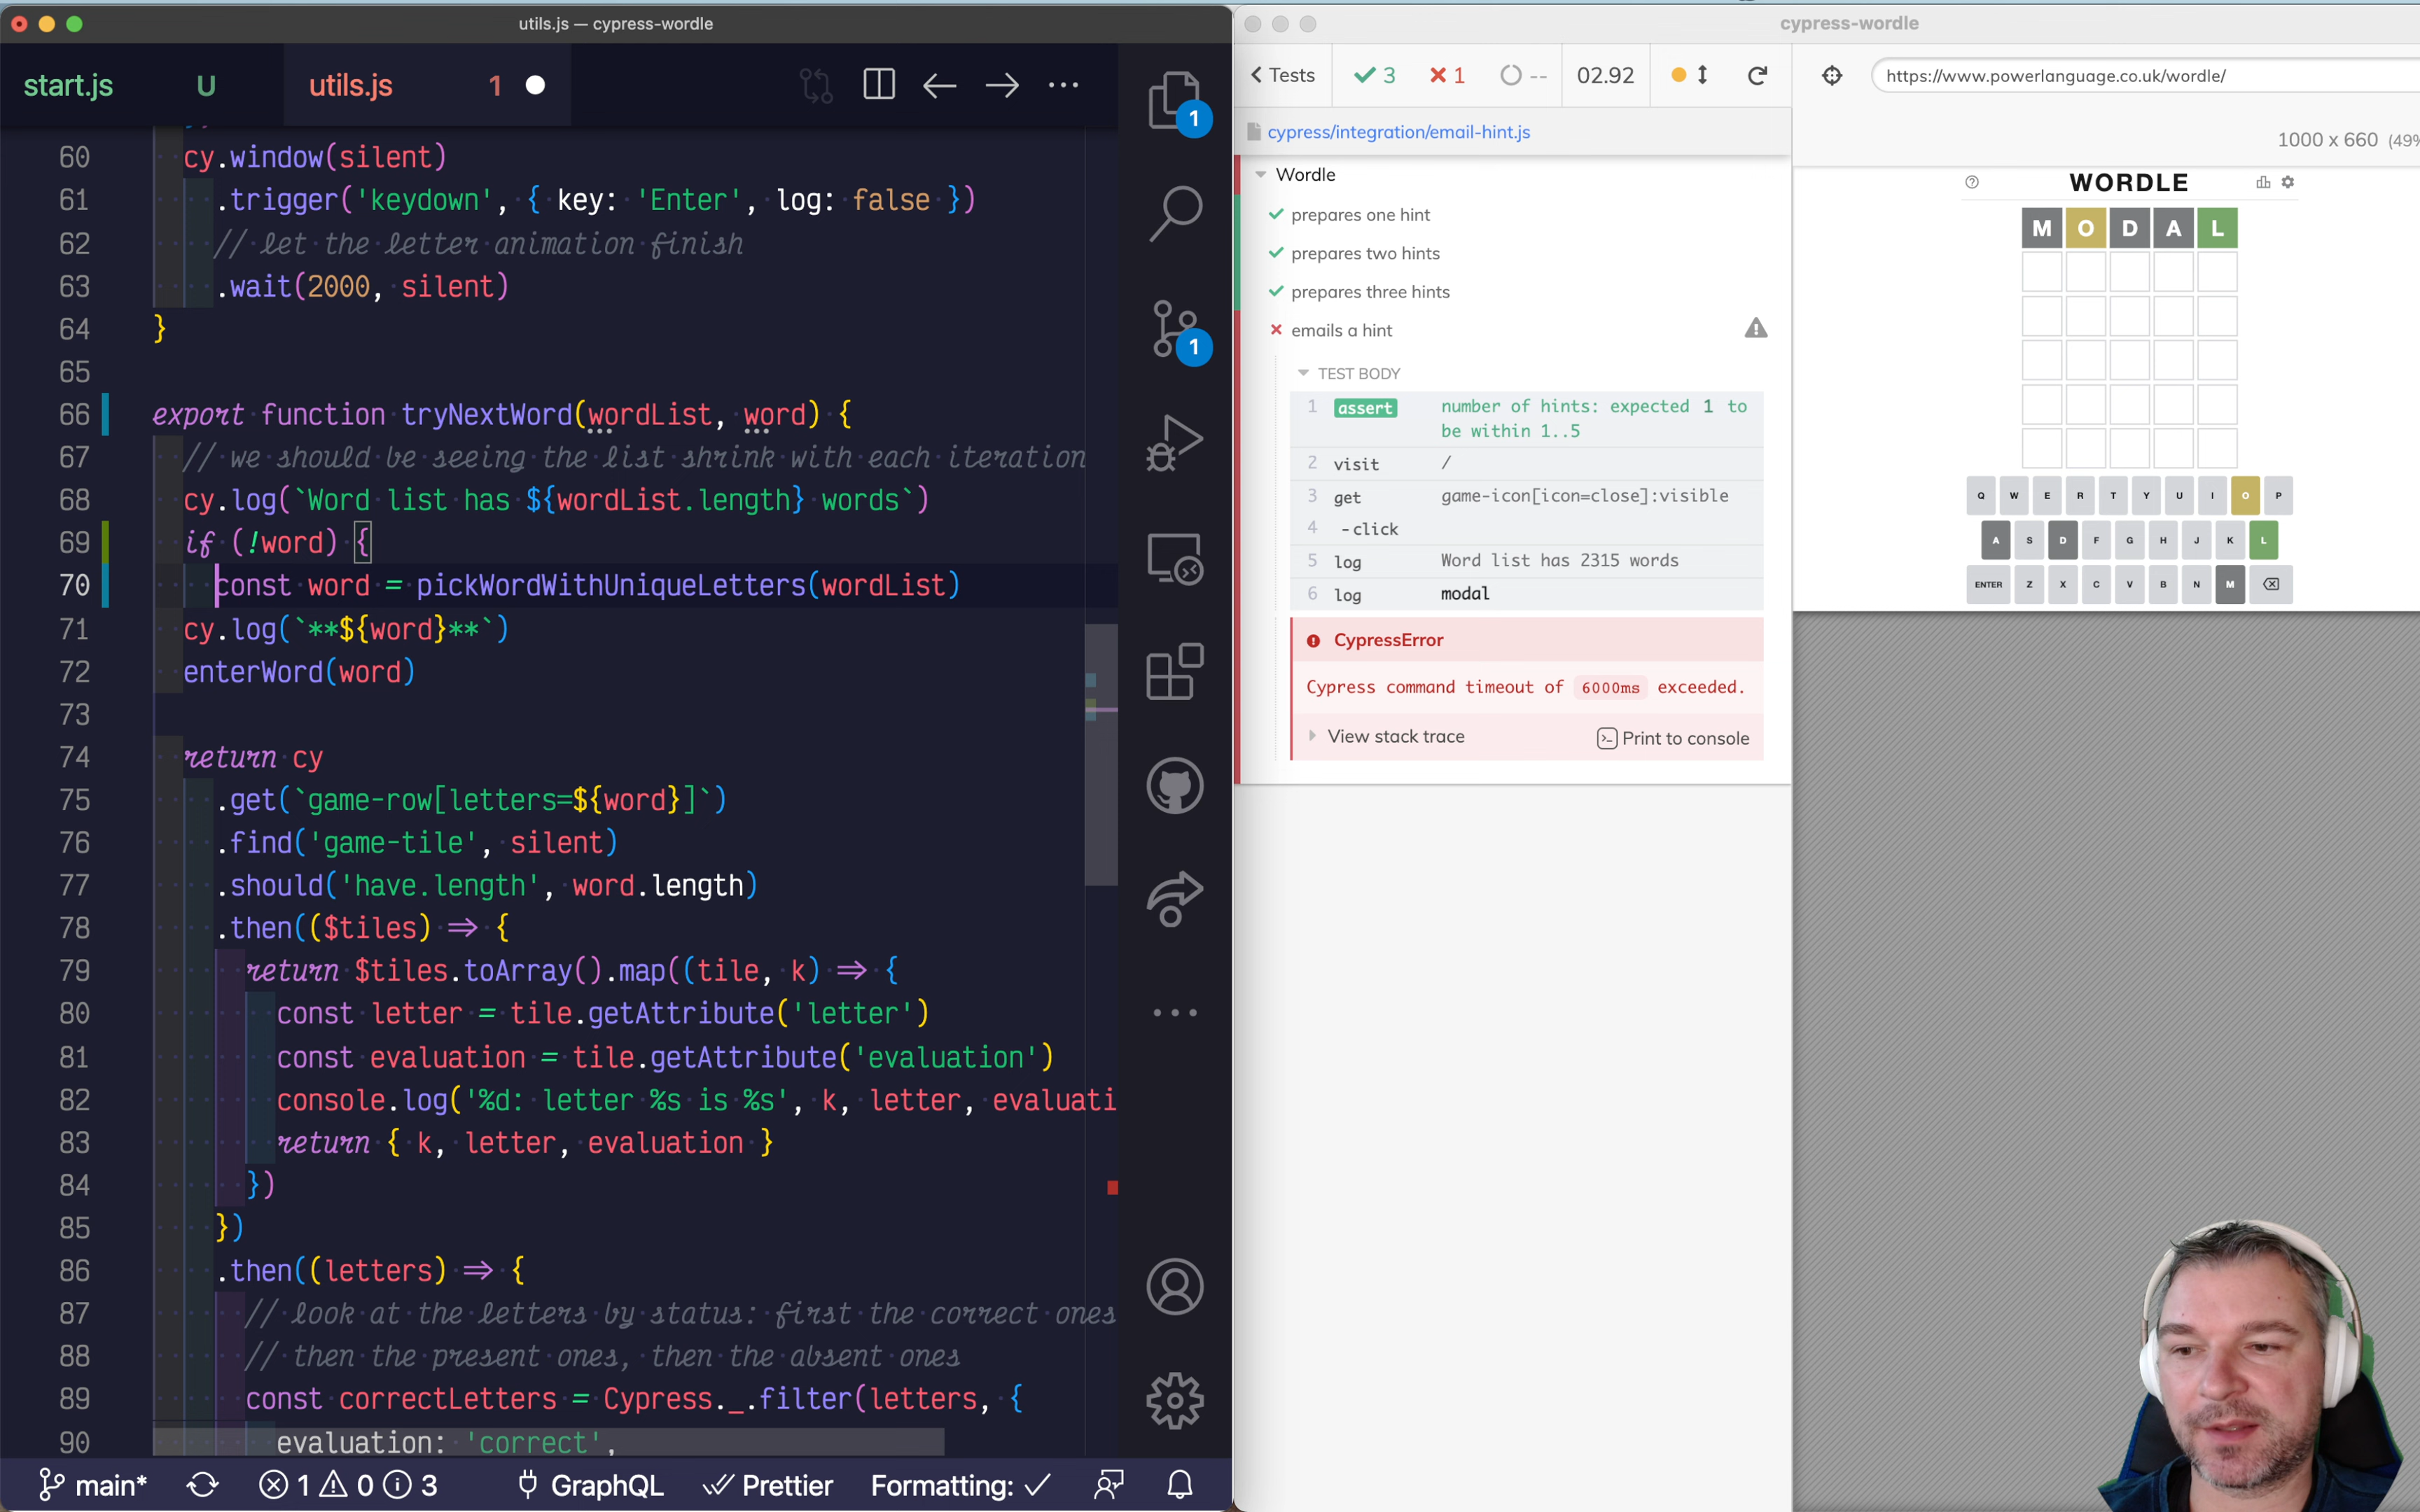 utils.js — cypress-wordle
start.js U utils.js 1
60 cy.window(silent)
61 .trigger('keydown', { key: 'Enter', log: false })
62 // let the letter animation finish
63 .wait(2000, silent)
64 }
65
66 export function tryNextWord(wordList, word) {
67 // we should be seeing the list shrink with each iteration
68 cy.log(`Word list has ${wordList.length} words`)
69 if (!word) {
70 const word = pickWordWithUniqueLetters(wordList)
71 cy.log(`**${word}**`)
72 enterWord(word)
73
74 return cy
75 .get(`game-row[letters=${word}]`)
76 .find('game-tile', silent)
77 .should('have.length', word.length)
78 .then(($tiles) => {
79 return $tiles.toArray().map((tile, k) => {
80 const letter = tile.getAttribute('letter')
81 const evaluation = tile.getAttribute('evaluation')
82 console.log('%d: letter %s is %s', k, letter, evaluati
83 return { k, letter, evaluation }
84 })
85 })
86 .then((letters) => {
87 // look at the letters by status: first the correct ones
88 // then the present ones, then the absent ones
89 const correctLetters = Cypress._.filter(letters, {
90 evaluation: 'correct',
main* 1 0 3 GraphQL Prettier Formatting: ✓
1
1
cypress-wordle
Tests 3 1 -- 02.92
https://www.powerlanguage.co.uk/wordle/
cypress/integration/email-hint.js
1000 x 660 (49%
Wordle
prepares one hint
prepares two hints
prepares three hints
emails a hint
TEST BODY
1 assert number of hints: expected 1 to
be within 1..5
2 visit /
3 get game-icon[icon=close]:visible
4 -click
5 log Word list has 2315 words
6 log modal
CypressError
Cypress command timeout of 6000ms exceeded.
View stack trace Print to console
WORDLE
M O D A L
Q W E R T Y U I O P
A S D F G H J K L
ENTER Z X C V B N M